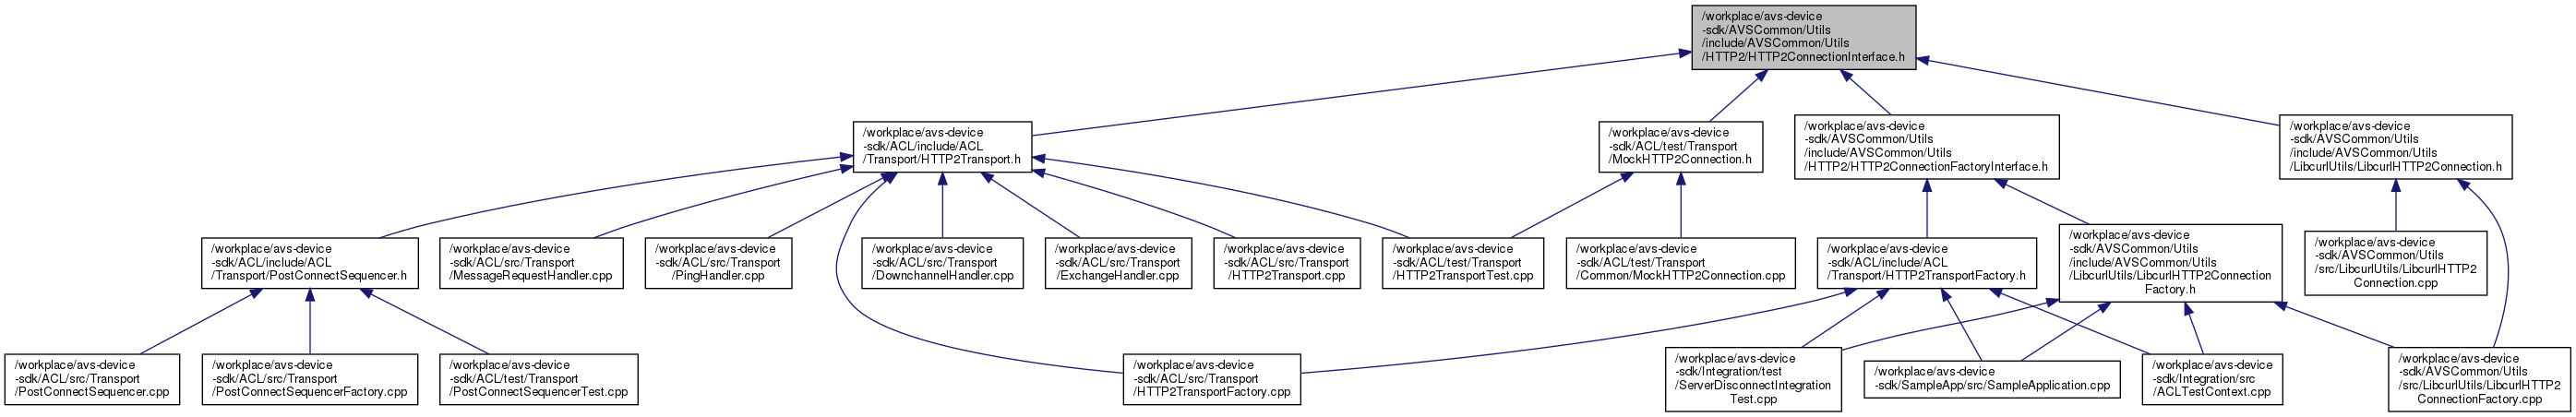 /workplace/avs-device
-sdk/AVSCommon/Utils
/include/AVSCommon/Utils
/HTTP2/HTTP2ConnectionInterface.h
/workplace/avs-device
-sdk/ACL/include/ACL
/Transport/HTTP2Transport.h
/workplace/avs-device
-sdk/ACL/test/Transport
/MockHTTP2Connection.h
/workplace/avs-device
-sdk/AVSCommon/Utils
/include/AVSCommon/Utils
/HTTP2/HTTP2ConnectionFactoryInterface.h
/workplace/avs-device
-sdk/AVSCommon/Utils
/include/AVSCommon/Utils
/LibcurlUtils/LibcurlHTTP2Connection.h
/workplace/avs-device
-sdk/ACL/include/ACL
/Transport/PostConnectSequencer.h
/workplace/avs-device
-sdk/ACL/src/Transport
/MessageRequestHandler.cpp
/workplace/avs-device
-sdk/ACL/src/Transport
/PingHandler.cpp
/workplace/avs-device
-sdk/ACL/src/Transport
/DownchannelHandler.cpp
/workplace/avs-device
-sdk/ACL/src/Transport
/ExchangeHandler.cpp
/workplace/avs-device
-sdk/ACL/src/Transport
/HTTP2Transport.cpp
/workplace/avs-device
-sdk/ACL/test/Transport
/HTTP2TransportTest.cpp
/workplace/avs-device
-sdk/ACL/test/Transport
/Common/MockHTTP2Connection.cpp
/workplace/avs-device
-sdk/ACL/include/ACL
/Transport/HTTP2TransportFactory.h
/workplace/avs-device
-sdk/AVSCommon/Utils
/include/AVSCommon/Utils
/LibcurlUtils/LibcurlHTTP2Connection
Factory.h
/workplace/avs-device
-sdk/AVSCommon/Utils
/src/LibcurlUtils/LibcurlHTTP2
Connection.cpp
/workplace/avs-device
-sdk/ACL/src/Transport
/PostConnectSequencer.cpp
/workplace/avs-device
-sdk/ACL/src/Transport
/PostConnectSequencerFactory.cpp
/workplace/avs-device
-sdk/ACL/test/Transport
/PostConnectSequencerTest.cpp
/workplace/avs-device
-sdk/ACL/src/Transport
/HTTP2TransportFactory.cpp
/workplace/avs-device
-sdk/Integration/test
/ServerDisconnectIntegration
Test.cpp
/workplace/avs-device
-sdk/SampleApp/src/SampleApplication.cpp
/workplace/avs-device
-sdk/Integration/src
/ACLTestContext.cpp
/workplace/avs-device
-sdk/AVSCommon/Utils
/src/LibcurlUtils/LibcurlHTTP2
ConnectionFactory.cpp